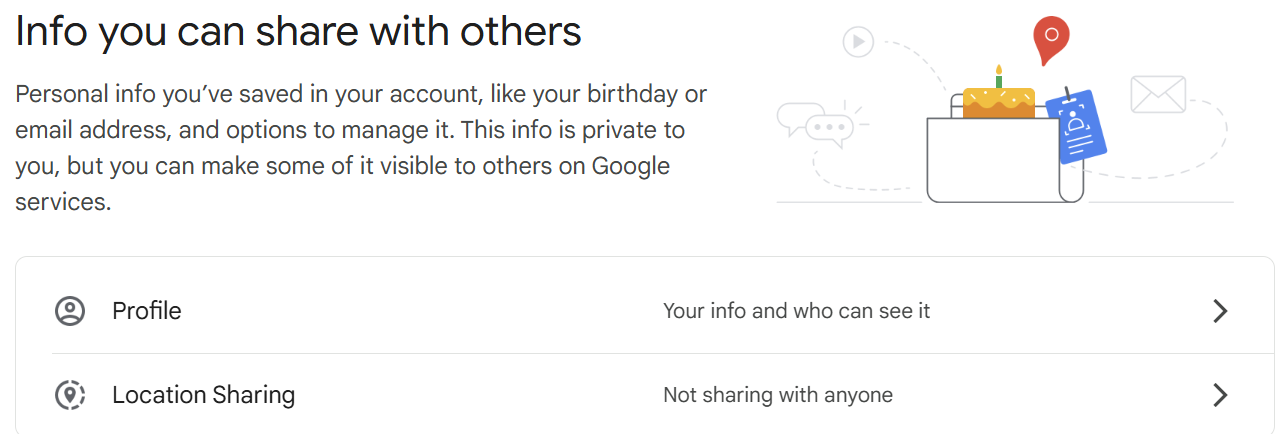 Info you can share with others
Personal info you’ve saved in your account, like your birthday or
email address, and options to manage it. This info is private to
you, but you can make some of it visible to others on Google
services.
Profile
Your info and who can see it
Location Sharing
Not sharing with anyone